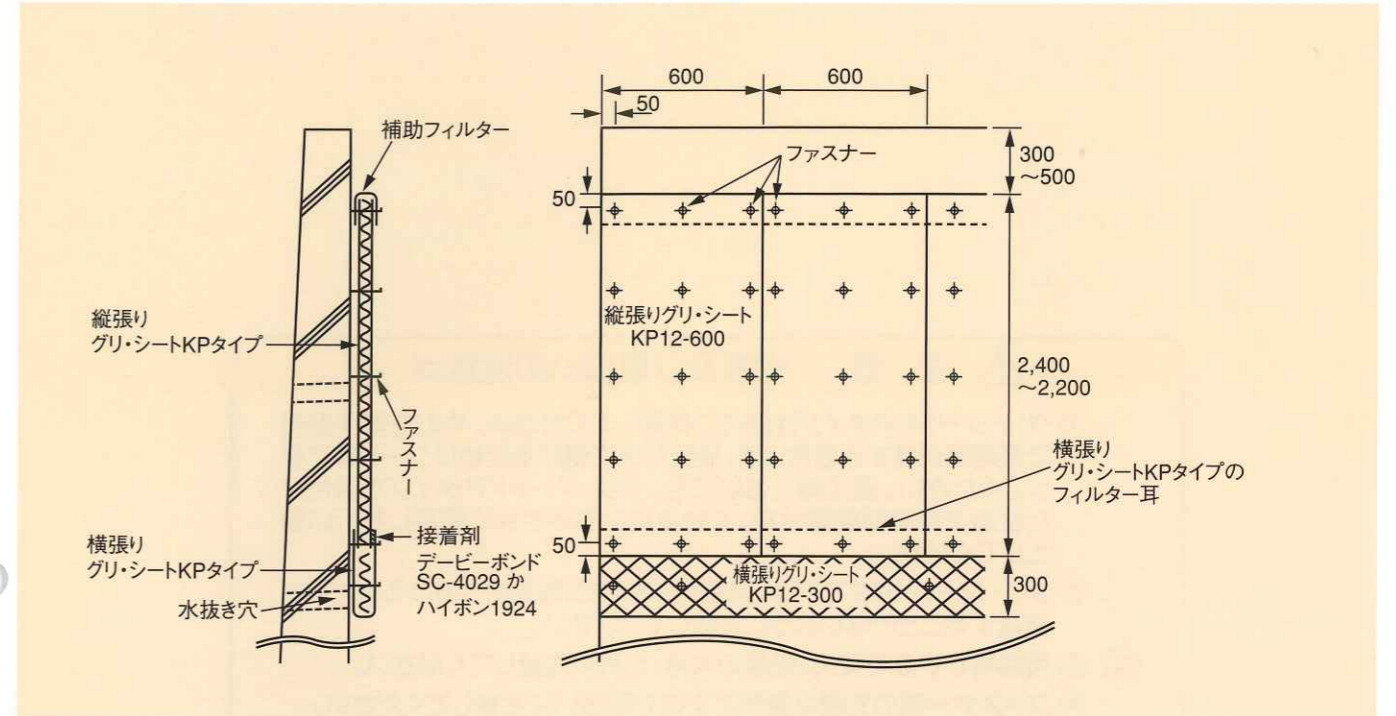 補助フィルター
縦張り
グリ・シートKPタイプ
ファスナー
横張り
グリ・シートKPタイプ
水抜き穴
接着剤
デービーボンド
SC-4029 か
ハイボン1924
600
600
50
ファスナー
300
～500
50
縦張りグリ・シート
KP12-600
2,400
～2,200
横張り
グリ・シートKPタイプの
フィルター耳
50
横張りグリ・シート
KP12-300
300